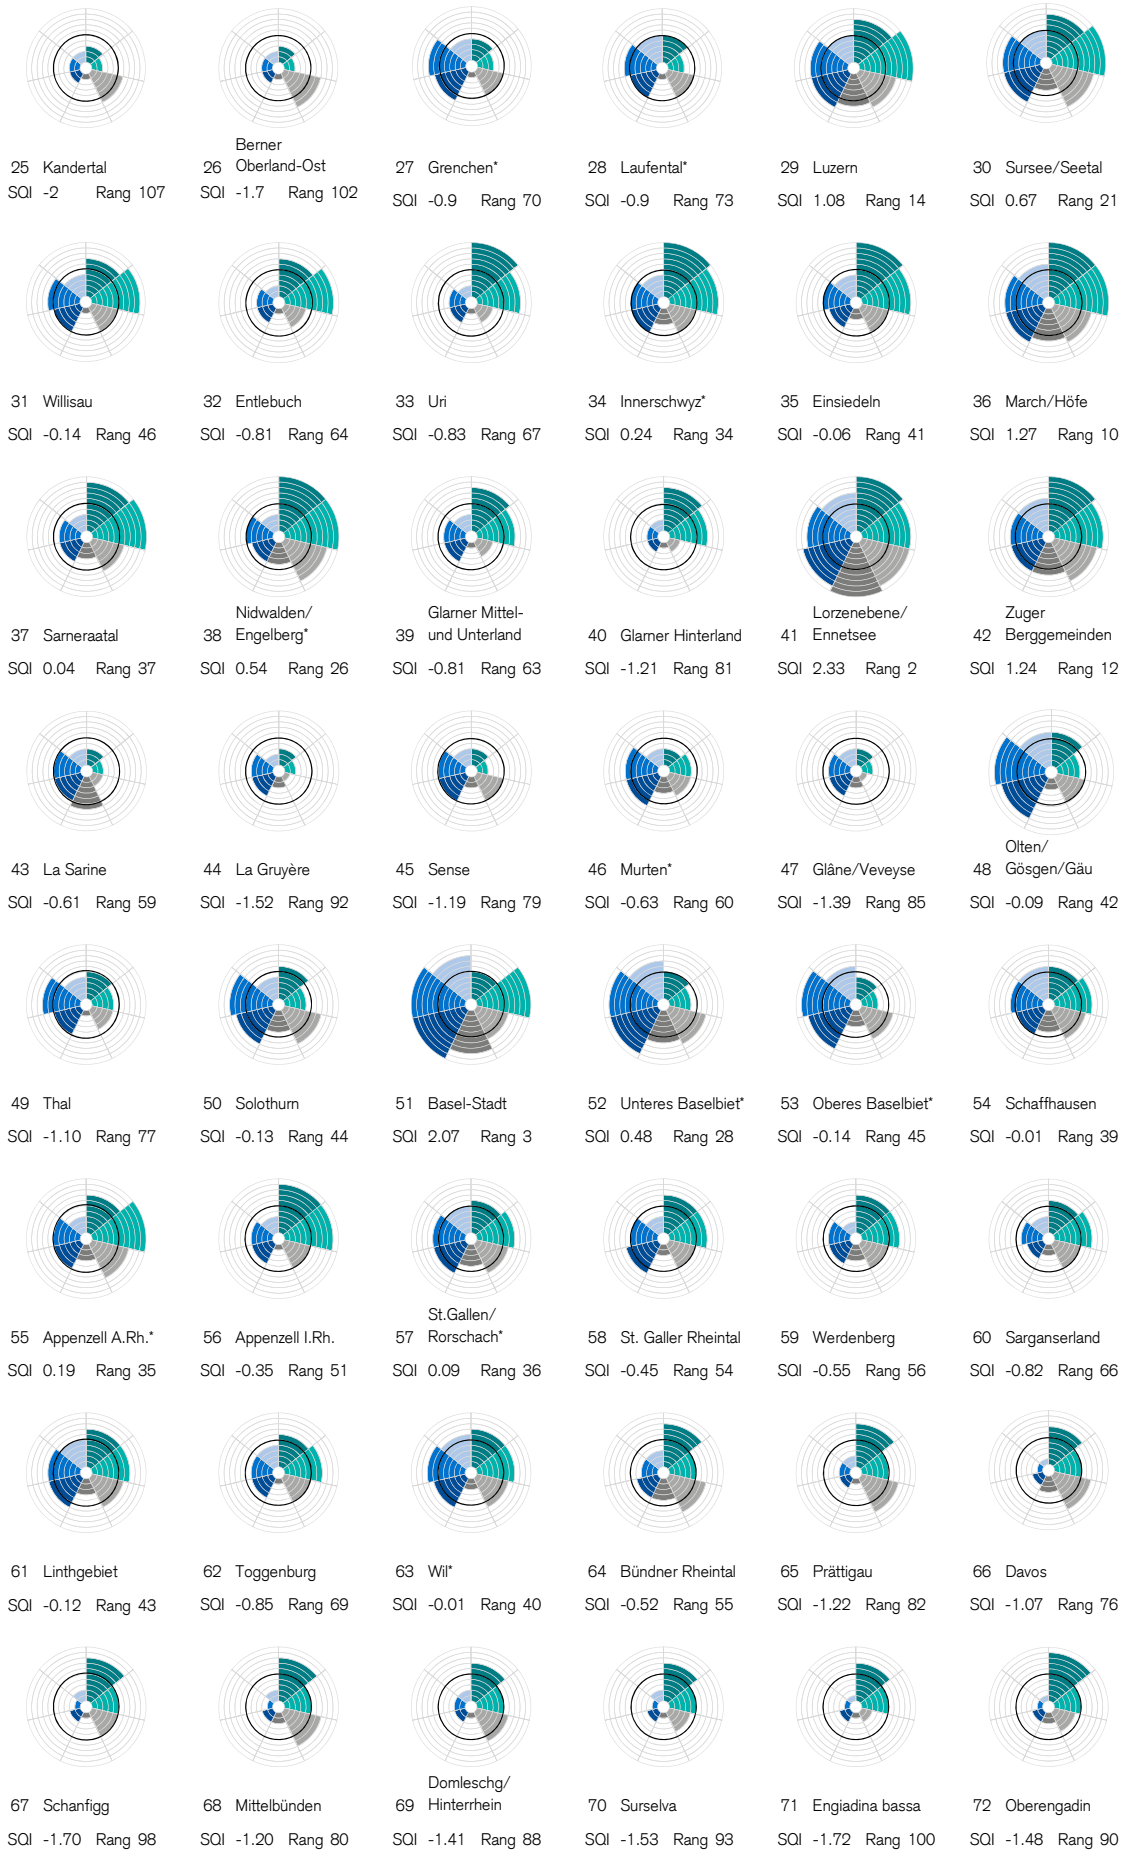 25 Kandertal
SQI -2 Rang 107
26 Berner Oberland-Ost
SQI -1.7 Rang 102
27 Grenchen*
SQI -0.9 Rang 70
28 Laufental*
SQI -0.9 Rang 73
29 Luzern
SQI 1.08 Rang 14
30 Sursee/Seetal
SQI 0.67 Rang 21
31 Willisau
SQI -0.14 Rang 46
32 Entlebuch
SQI -0.81 Rang 64
33 Uri
SQI -0.83 Rang 67
34 Innerschwyz*
SQI 0.24 Rang 34
35 Einsiedeln
SQI -0.06 Rang 41
36 March/Höfe
SQI 1.27 Rang 10
37 Sarneraatal
SQI 0.04 Rang 37
38 Nidwalden/ Engelberg*
SQI 0.54 Rang 26
39 Glarner Mittel- und Unterland
SQI -0.81 Rang 63
40 Glarner Hinterland
SQI -1.21 Rang 81
41 Lorzenebene/ Ennetsee
SQI 2.33 Rang 2
42 Zuger Berggemeinden
SQI 1.24 Rang 12
43 La Sarine
SQI -0.61 Rang 59
44 La Gruyère
SQI -1.52 Rang 92
45 Sense
SQI -1.19 Rang 79
46 Murten*
SQI -0.63 Rang 60
47 Glâne/Veveyse
SQI -1.39 Rang 85
48 Olten/ Gösgen/Gäu
SQI -0.09 Rang 42
49 Thal
SQI -1.10 Rang 77
50 Solothurn
SQI -0.13 Rang 44
51 Basel-Stadt
SQI 2.07 Rang 3
52 Unteres Baselbiet*
SQI 0.48 Rang 28
53 Oberes Baselbiet*
SQI -0.14 Rang 45
54 Schaffhausen
SQI -0.01 Rang 39
55 Appenzell A.Rh.*
SQI 0.19 Rang 35
56 Appenzell I.Rh.
SQI -0.35 Rang 51
57 St.Gallen/ Rorschach*
SQI 0.09 Rang 36
58 St. Galler Rheintal
SQI -0.45 Rang 54
59 Werdenberg
SQI -0.55 Rang 56
60 Sarganserland
SQI -0.82 Rang 66
61 Linthgebiet
SQI -0.12 Rang 43
62 Toggenburg
SQI -0.85 Rang 69
63 Wil*
SQI -0.01 Rang 40
64 Bündner Rheintal
SQI -0.52 Rang 55
65 Prättigau
SQI -1.22 Rang 82
66 Davos
SQI -1.07 Rang 76
67 Schanfigg
SQI -1.70 Rang 98
68 Mittelbünden
SQI -1.20 Rang 80
69 Domleschg/ Hinterrhein
SQI -1.41 Rang 88
70 Surselva
SQI -1.53 Rang 93
71 Engiadina bassa
SQI -1.72 Rang 100
72 Oberengadin
SQI -1.48 Rang 90